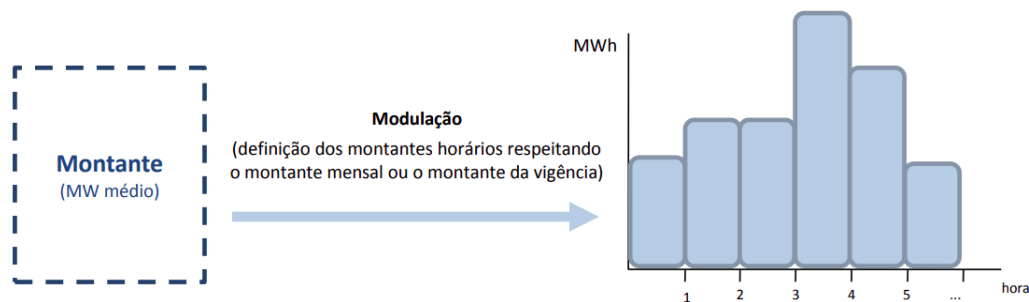 MWh
Modulação
(definição dos montantes horários respeitando
o montante mensal ou o montante da vigência)
Montante
(MW médio)
1 2 3 4 5 ... hora